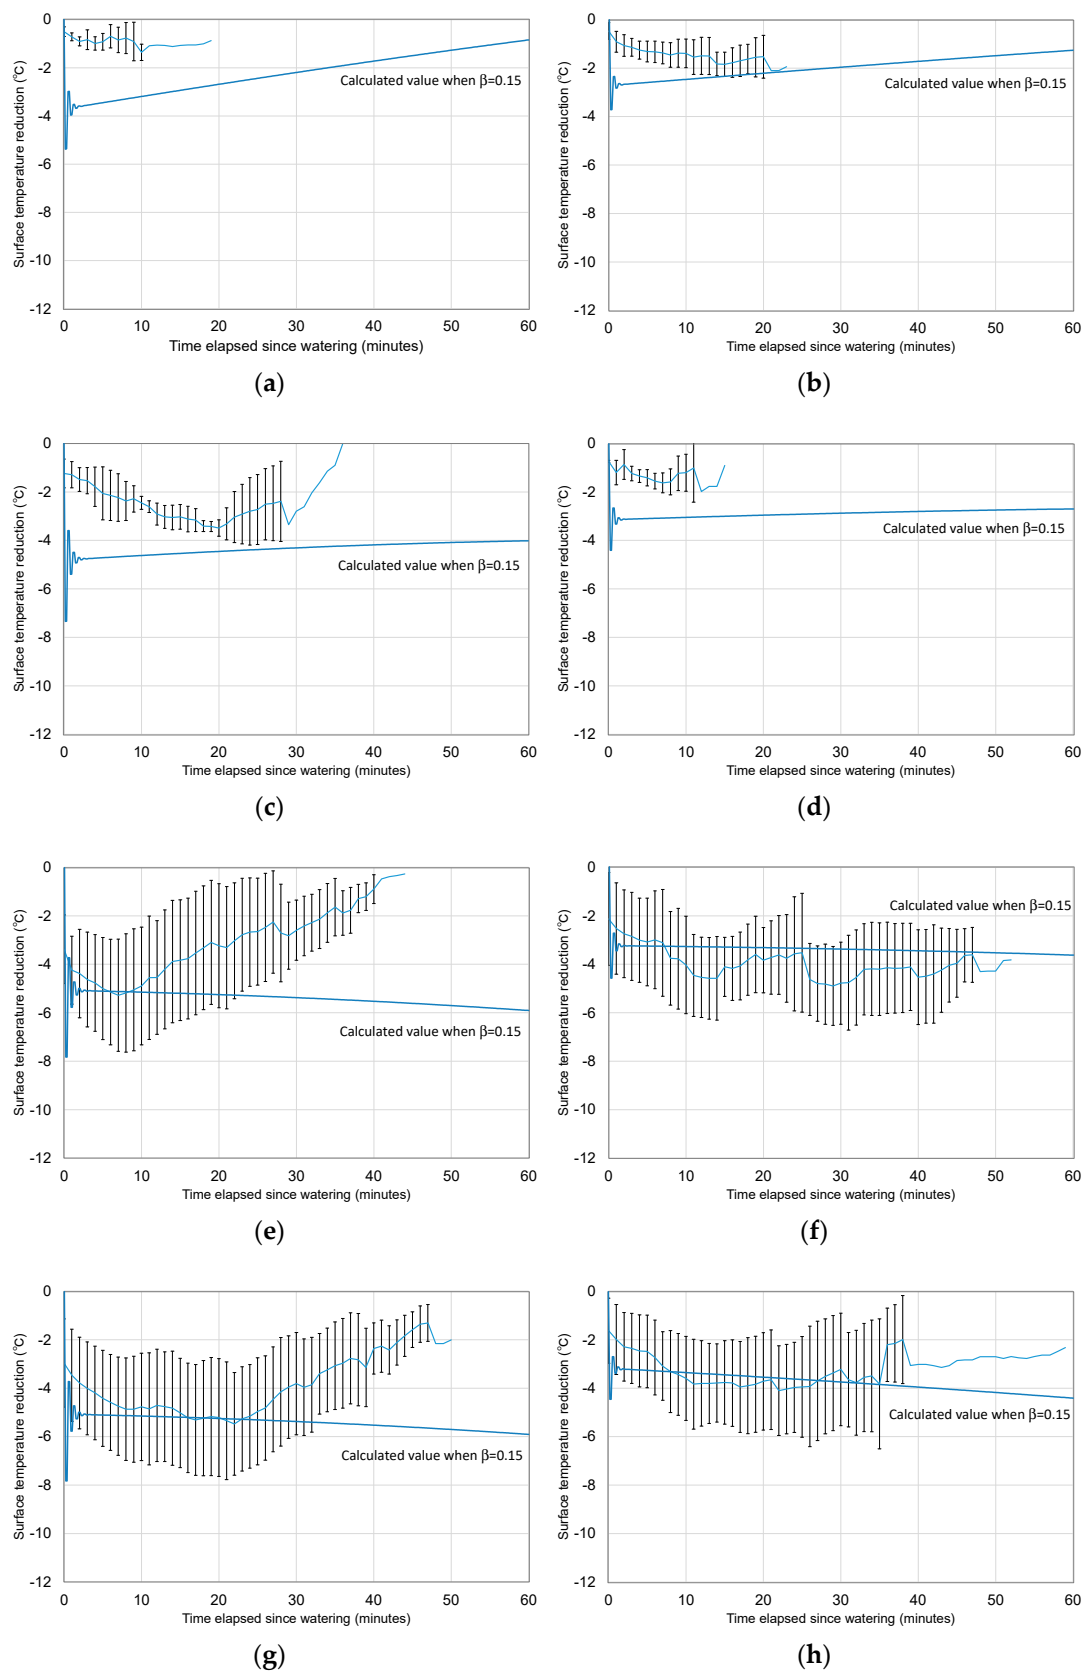 0
-2
-4
-6
-8
-10
-12
Surface temperature reduction (°C)
Calculated value when β=0.15
0 10 20 30 40 50 60
Time elapsed since watering (minutes)
(a)
0
-2
-4
-6
-8
-10
-12
Surface temperature reduction (°C)
Calculated value when β=0.15
0 10 20 30 40 50 60
Time elapsed since watering (minutes)
(b)
0
-2
-4
-6
-8
-10
-12
Surface temperature reduction (°C)
Calculated value when β=0.15
0 10 20 30 40 50 60
Time elapsed since watering (minutes)
(c)
0
-2
-4
-6
-8
-10
-12
Surface temperature reduction (°C)
Calculated value when β=0.15
0 10 20 30 40 50 60
Time elapsed since watering (minutes)
(d)
0
-2
-4
-6
-8
-10
-12
Surface temperature reduction (°C)
Calculated value when β=0.15
0 10 20 30 40 50 60
Time elapsed since watering (minutes)
(e)
0
-2
-4
-6
-8
-10
-12
Surface temperature reduction (°C)
Calculated value when β=0.15
0 10 20 30 40 50 60
Time elapsed since watering (minutes)
(f)
0
-2
-4
-6
-8
-10
-12
Surface temperature reduction (°C)
Calculated value when β=0.15
0 10 20 30 40 50 60
Time elapsed since watering (minutes)
(g)
0
-2
-4
-6
-8
-10
-12
Surface temperature reduction (°C)
Calculated value when β=0.15
0 10 20 30 40 50 60
Time elapsed since watering (minutes)
(h)